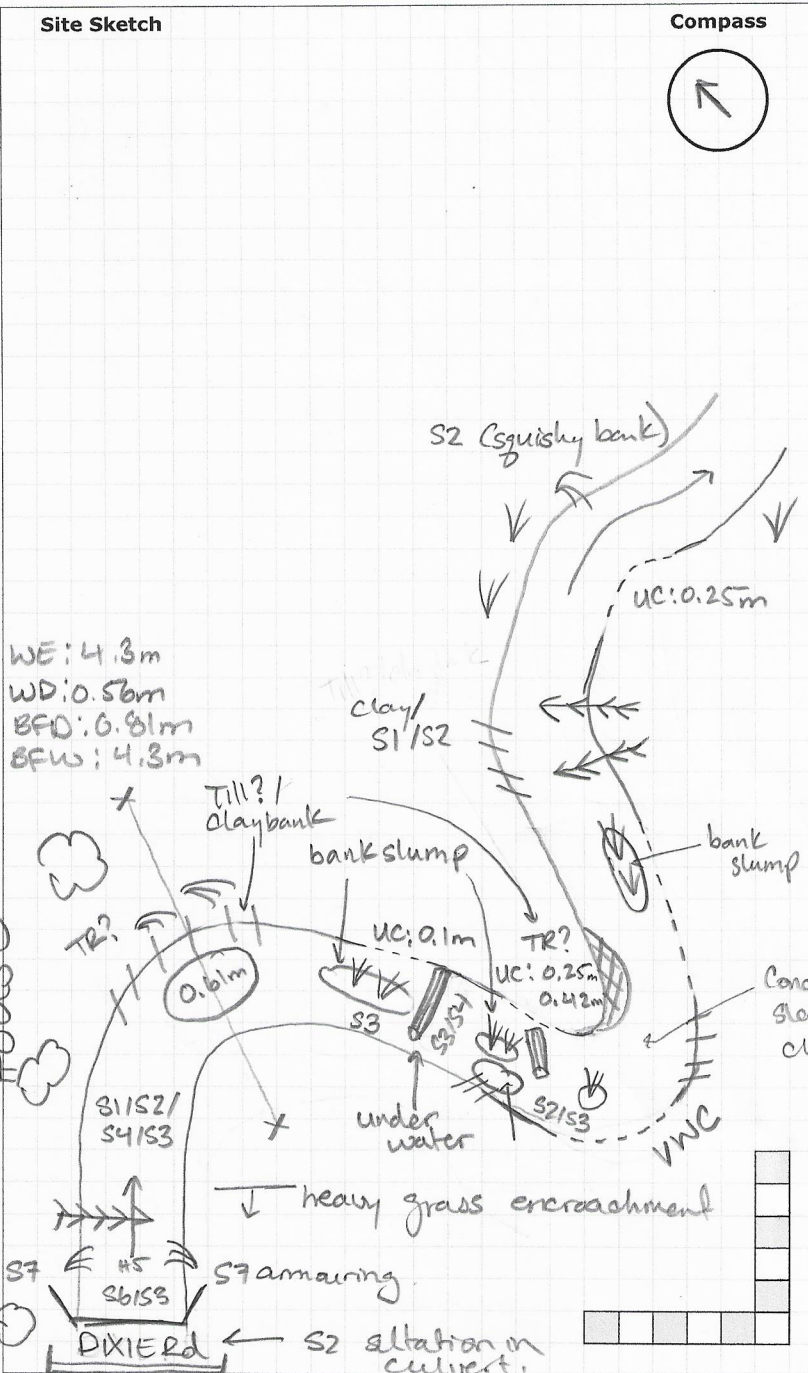 Site Sketch
Compass
S2 (squishy bank)
UC: 0.25m
WE: 4.3m
WD: 0.56m
BFD: 0.81m
BFW: 4.3m
clay/
S1/S2
Till?/
claybank
bank slump
bank
slump
TR?
UC: 0.1m
TR?
UC: 0.25m
0.42m
0.61m
S3
S3/S4
S1/S2/
S4/S3
under
water
S2/S3
VWC
heavy grass encroachment
S7
H5
S6/S3
S7 armouring
DIXIE Rd
S2 siltation in
culvert.